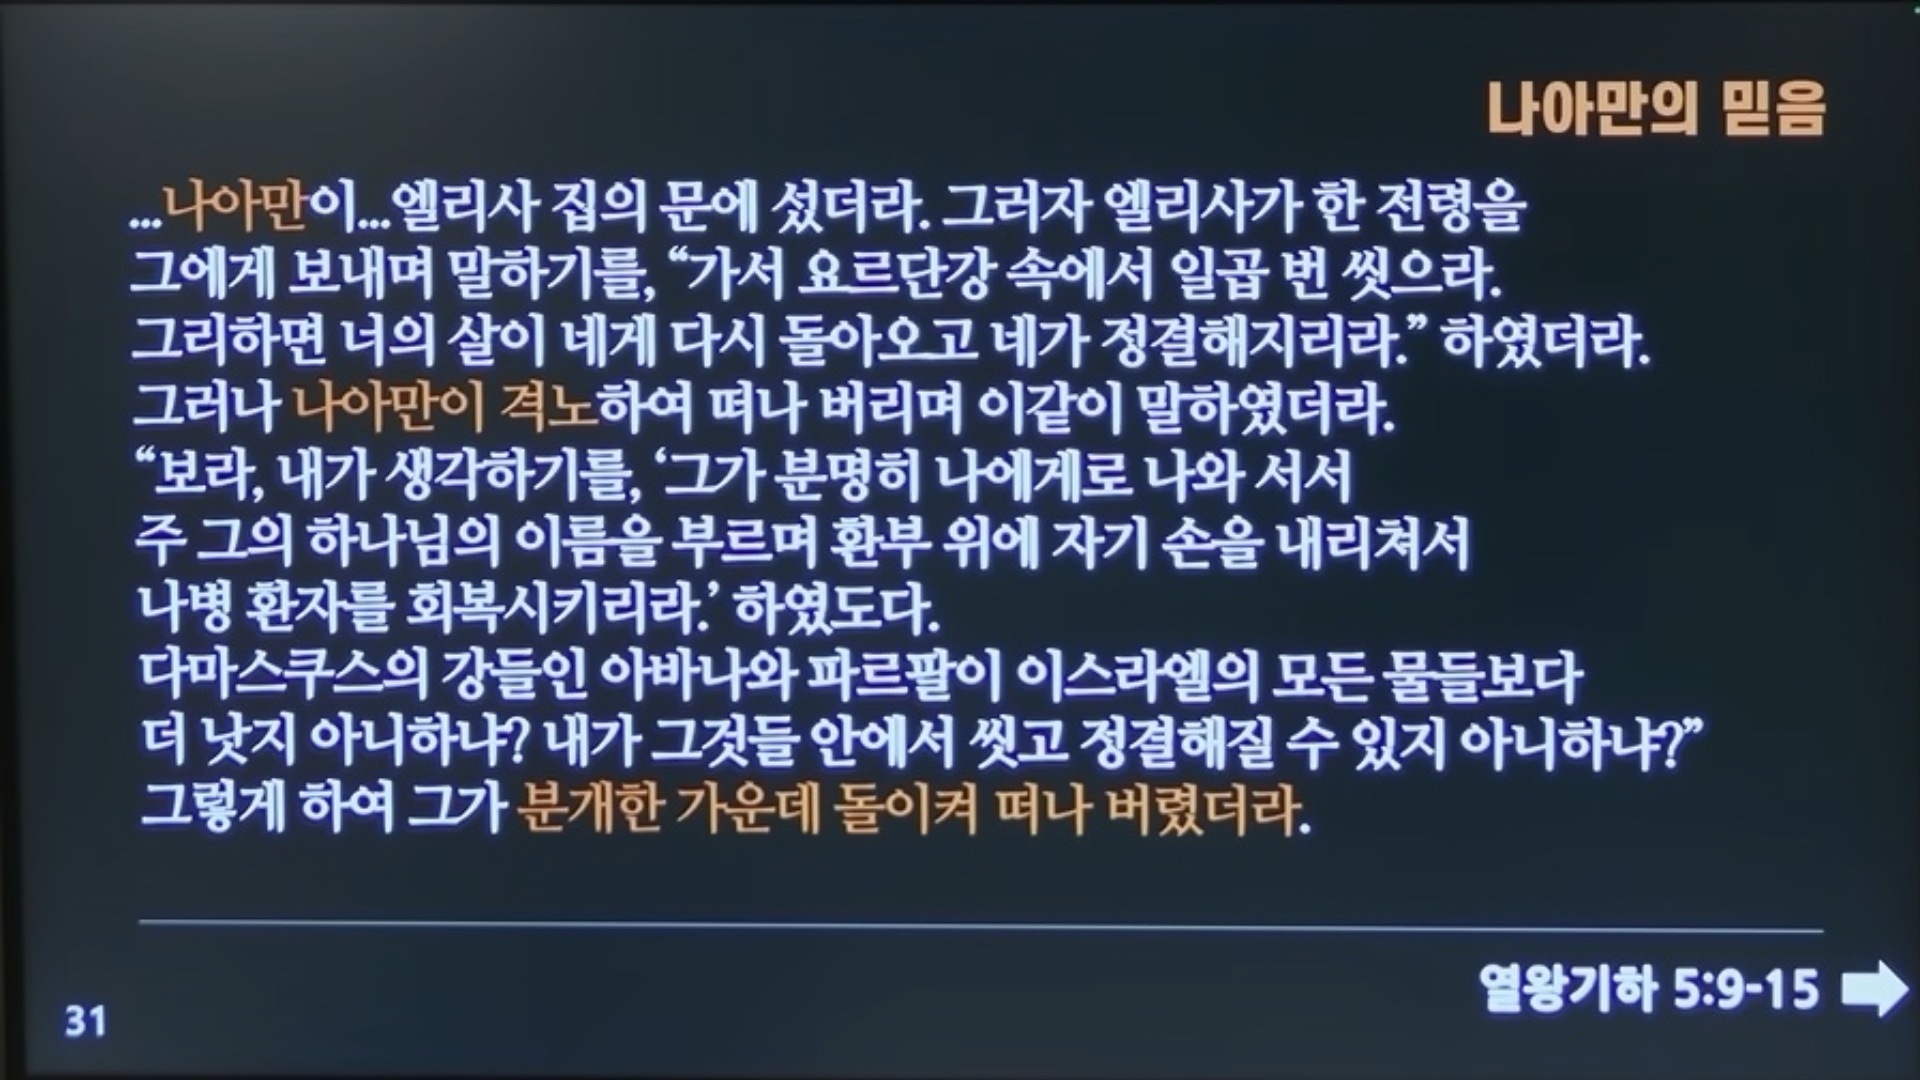 나아만의 믿음
...나아만이...엘리사 집의 문에 섰더라. 그러자 엘리사가 한 전령을
그에게 보내며 말하기를, “가서 요르단강 속에서 일곱 번 씻으라.
그리하면 너의 살이 네게 다시 돌아오고 네가 정결해지리라.” 하였더라.
그러나 나아만이 격노하여 떠나 버리며 이같이 말하였더라.
“보라, 내가 생각하기를, ‘그가 분명히 나에게로 나와 서서
주 그의 하나님의 이름을 부르며 환부 위에 자기 손을 내리쳐서
나병 환자를 회복시키리라.’ 하였도다.
다마스쿠스의 강들인 아바나와 파르팔이 이스라엘의 모든 물들보다
더 낫지 아니하냐? 내가 그것들 안에서 씻고 정결해질 수 있지 아니하냐?”
그렇게 하여 그가 분개한 가운데 돌이켜 떠나 버렸더라.
열왕기하 5:9-15
31